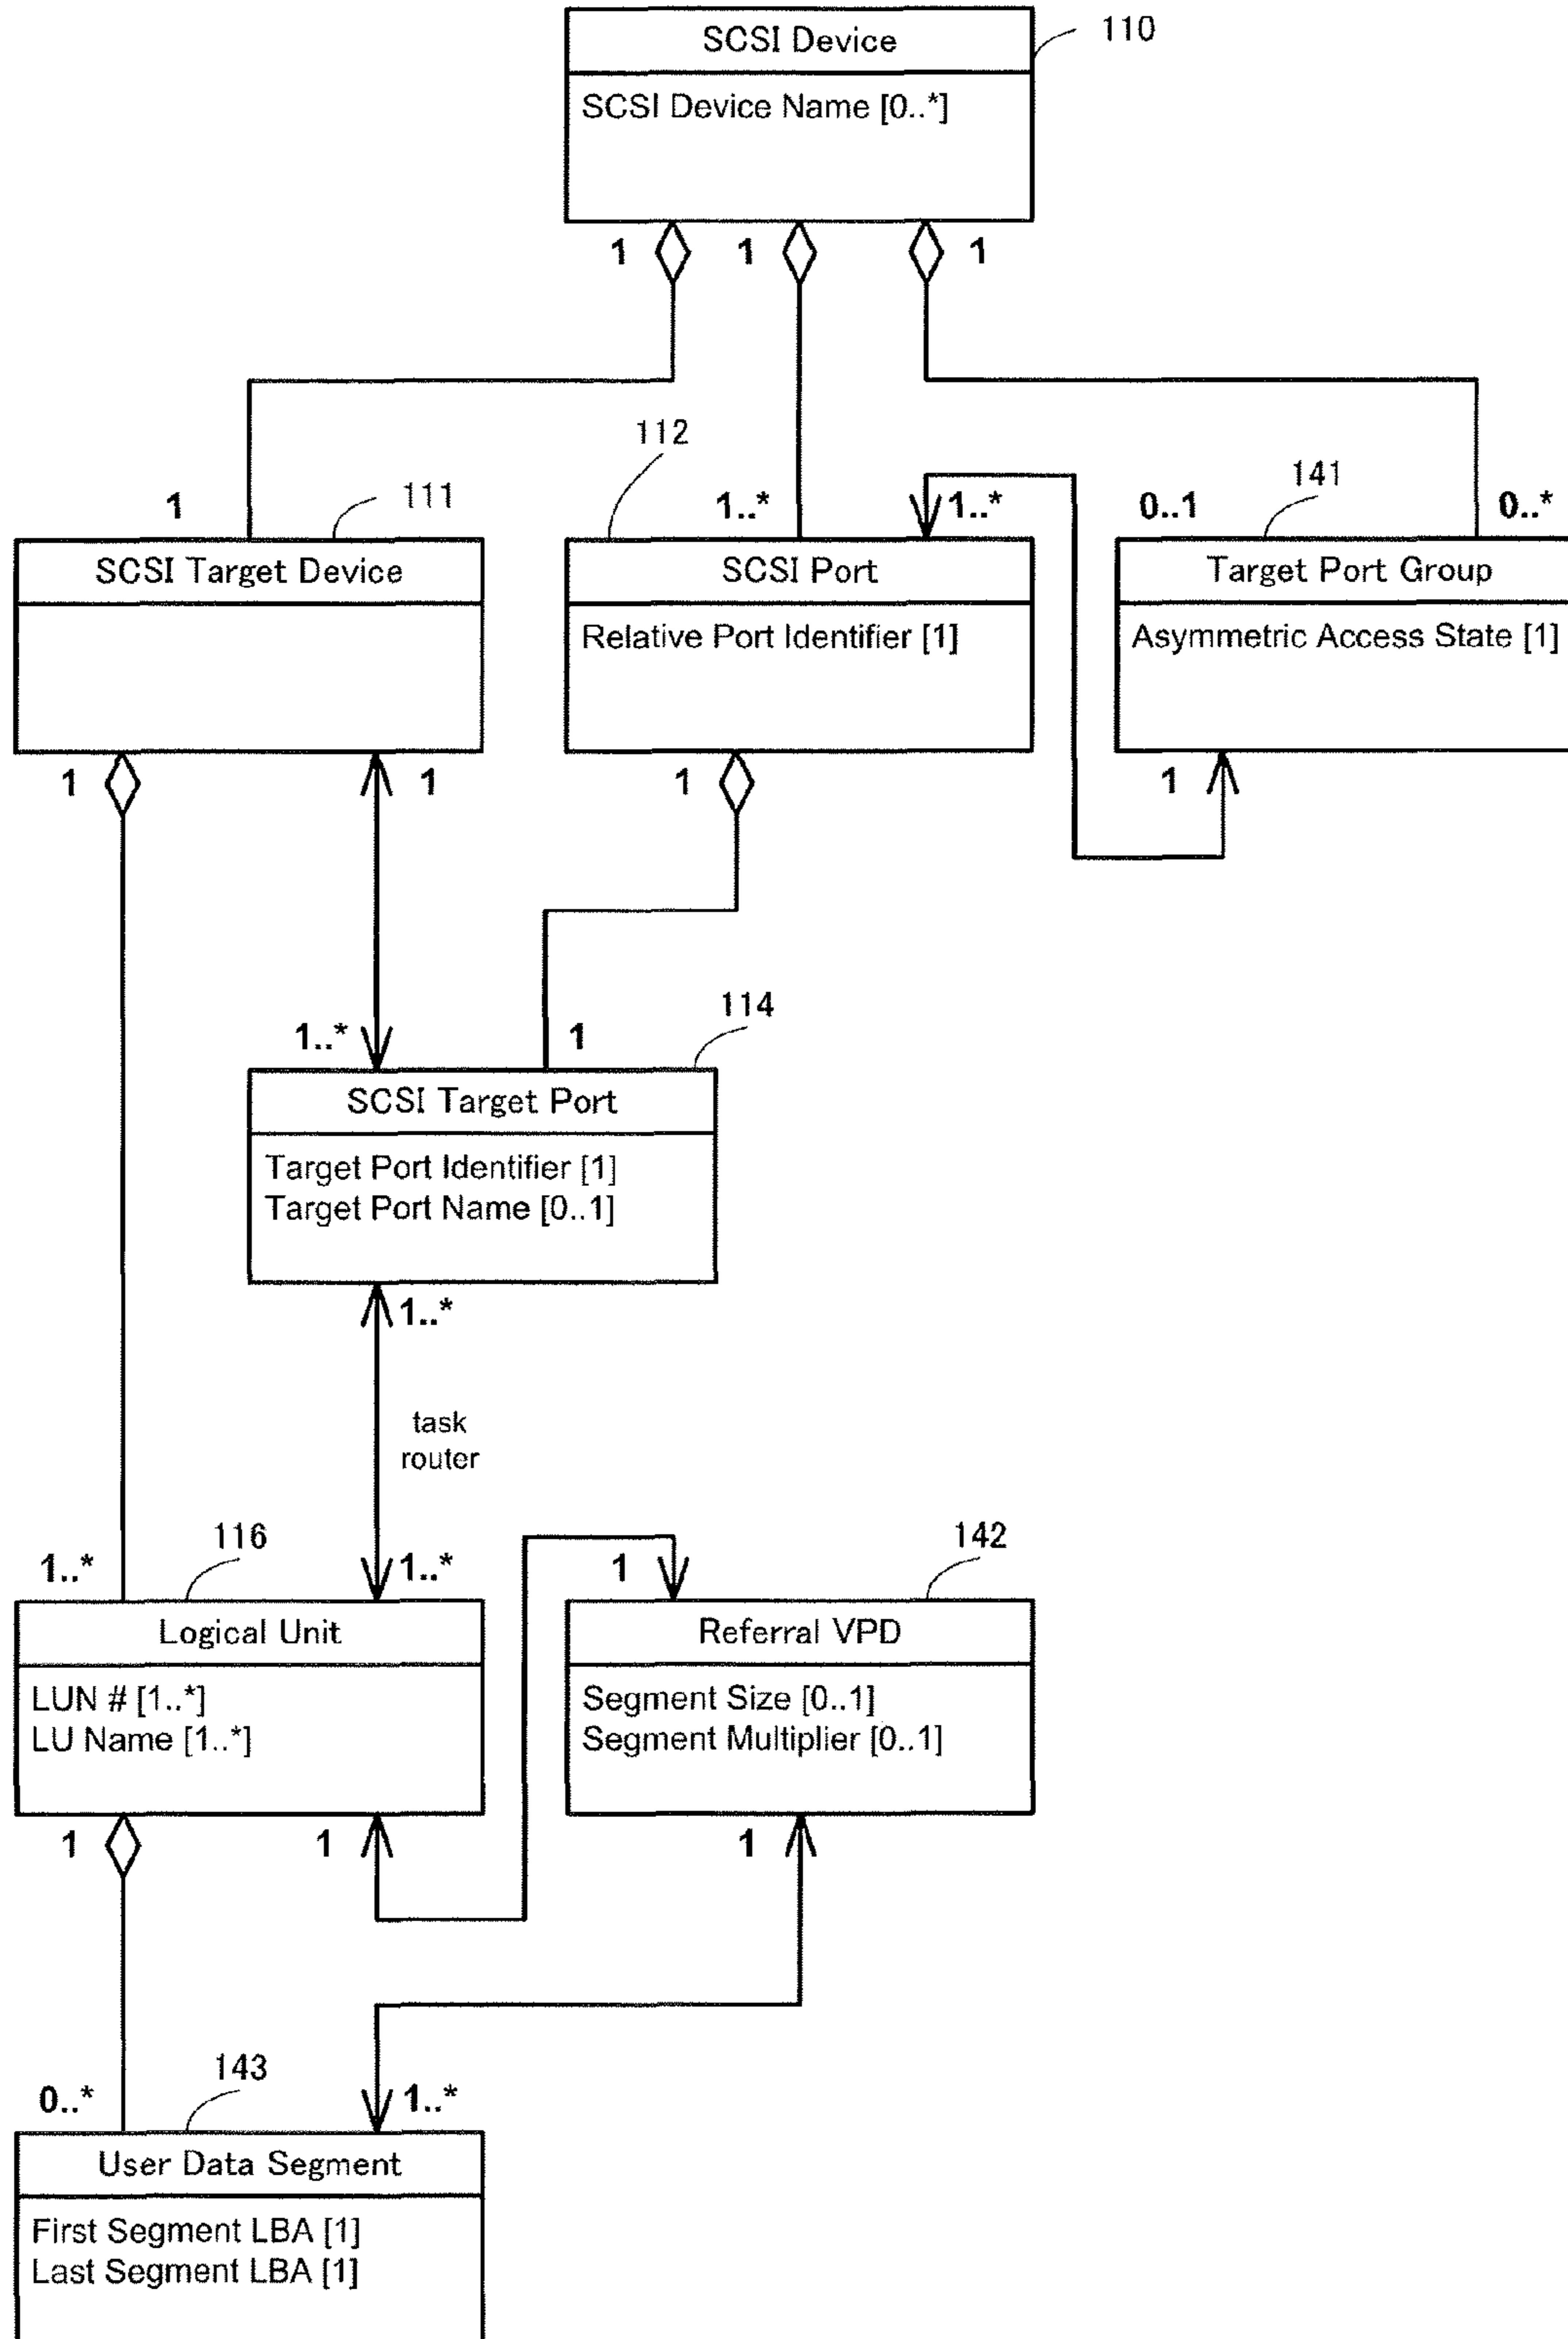 SCSI Device
110
SCSI Device Name [0..*]
1
1
1
112
141
1
111
1..*
1..*
0..1
0..*
SCSI Target Device
SCSI Port
Target Port Group
Relative Port Identifier [1]
Asymmetric Access State [1]
1
1
1
1
114
1..*
1
SCSI Target Port
Target Port Identifier [1]
Target Port Name [0..1]
1..*
task
router
116
142
1..*
1..*
1
Logical Unit
Referral VPD
LUN # [1..*]
LU Name [1..*]
Segment Size [0..1]
Segment Multiplier [0..1]
1
1
1
143
0..*
1..*
User Data Segment
First Segment LBA [1]
Last Segment LBA [1]